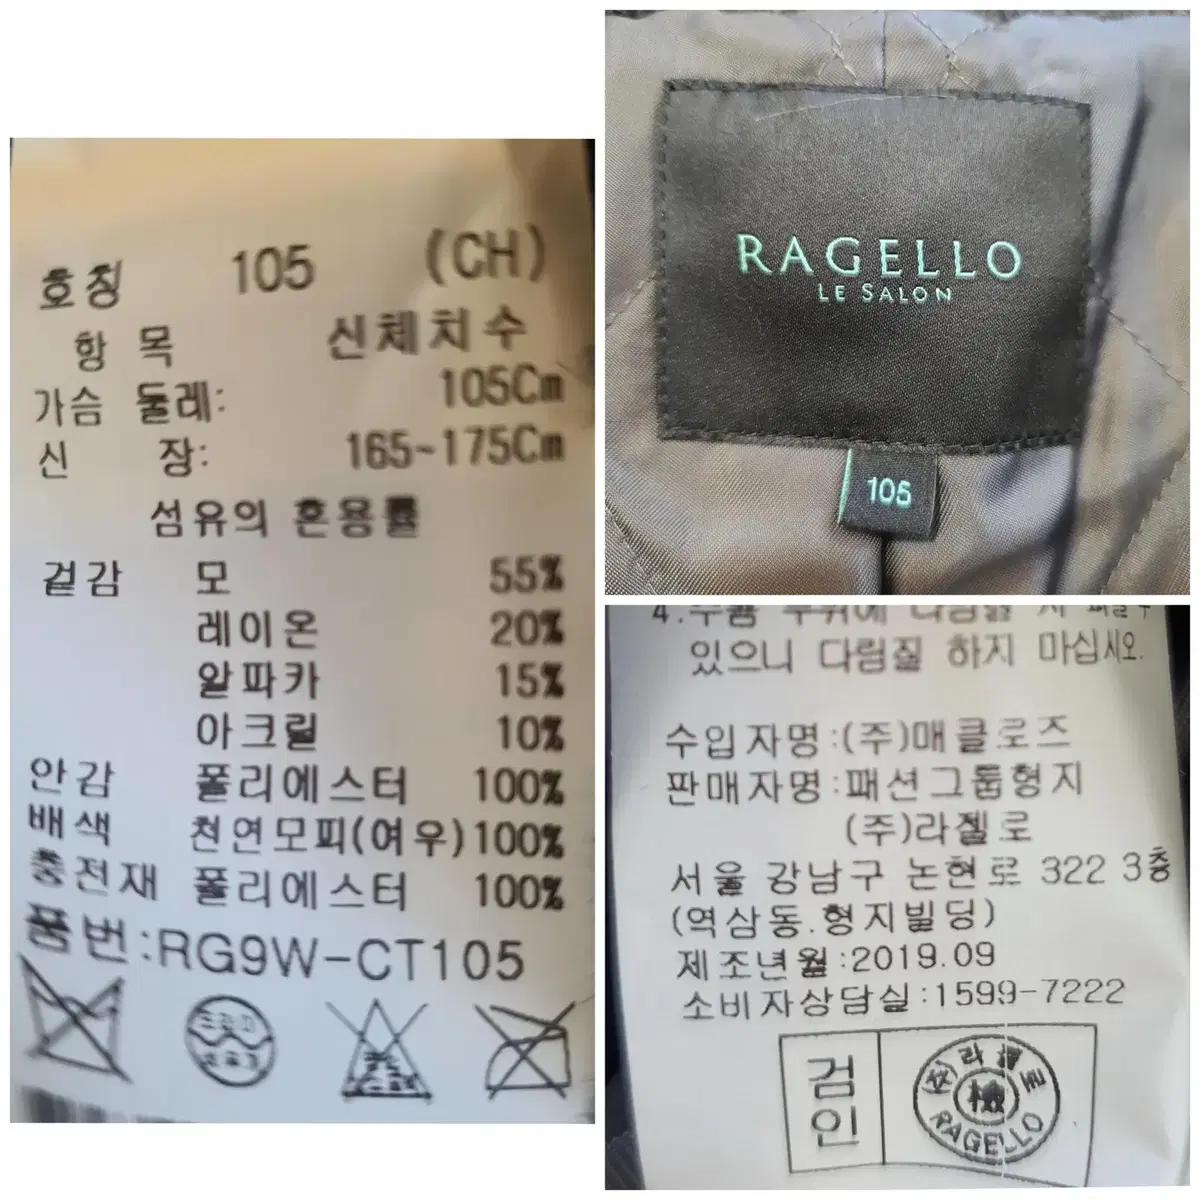 호칭 105 (CH)
항 목 신체치수
가슴 둘레: 105Cm
신 장: 165~175Cm
섬유의 혼용률
겉감 모 55%
레이온 20%
알파카 15%
아크릴 10%
안감 폴리에스터 100%
배색 천연모피(여우)100%
충전재 폴리에스터 100%
품번:RG9W-CT105
RAGELLO
LE SALON
105
있으니 다림질 하지 마십시오.
수입자명:(주)매클로즈
판매자명:패션그룹형지
(주)라젤로
서울 강남구 논현로 322 3층
(역삼동.형지빌딩)
제조년월:2019.09
소비자상담실:1599-7222
검인
(주)라젤로
檢
RAGELLO